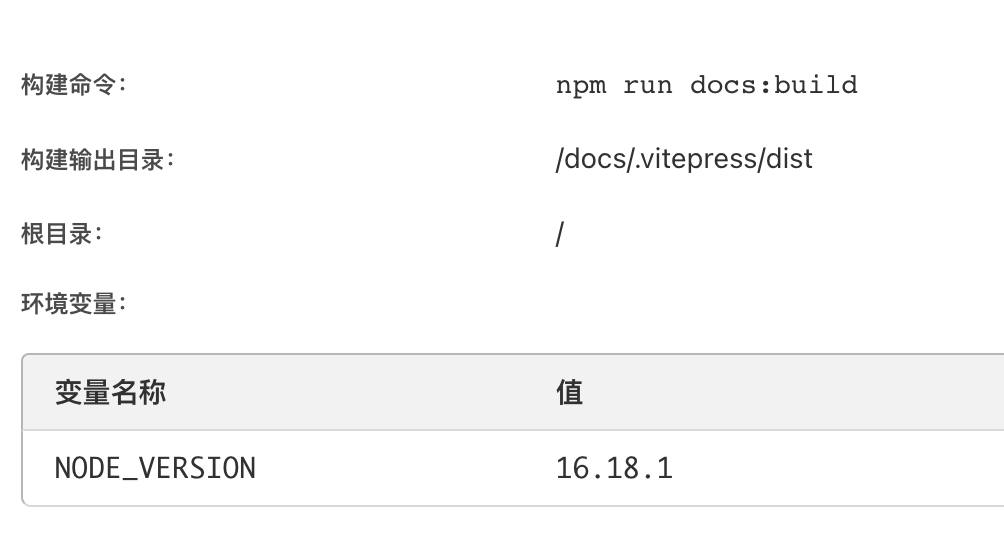 构建命令： npm run docs:build
构建输出目录： /docs/.vitepress/dist
根目录： /
环境变量：
变量名称 值
NODE_VERSION 16.18.1